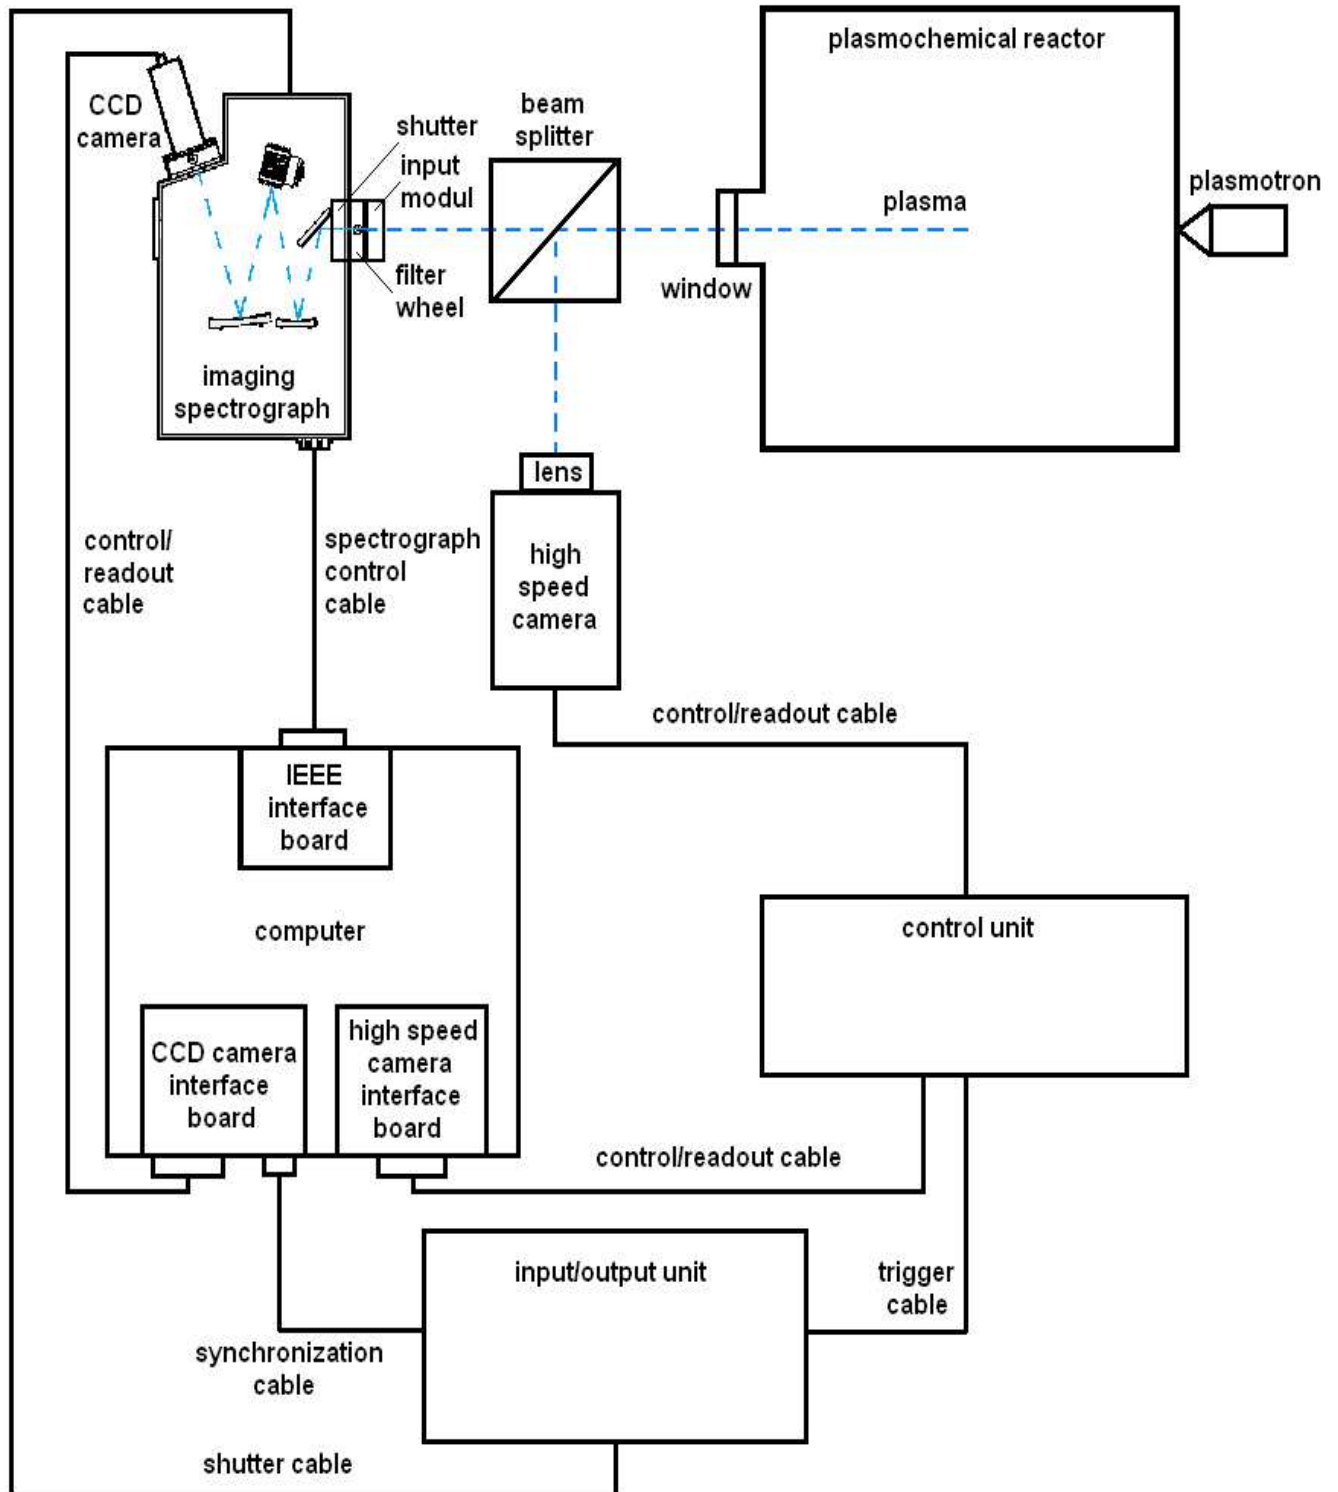 plasmochemical reactor
CCD
camera
shutter
input
modul
beam
splitter
plasma
plasmotron
window
filter
wheel
imaging
spectrograph
lens
control/
readout
cable
spectrograph
control
cable
high
speed
camera
control/readout cable
IEEE
interface
board
computer
control unit
CCD camera
interface
board
high speed
camera
interface
board
control/readout cable
input/output unit
trigger
cable
synchronization
cable
shutter cable